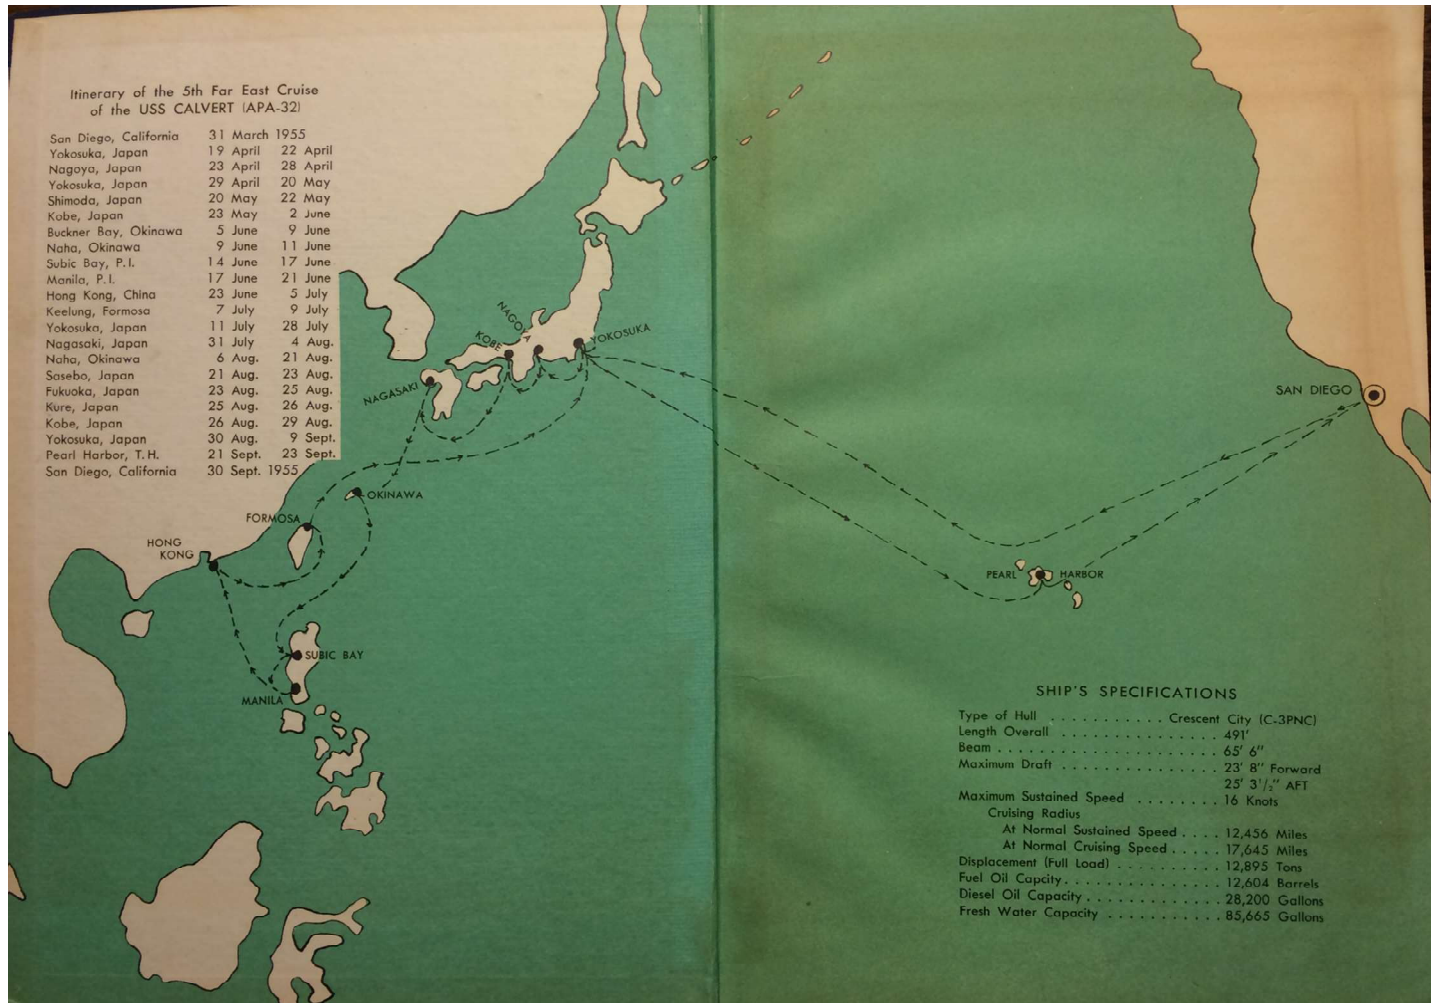 Itinerary of the 5th Far East Cruise
of the USS CALVERT (APA-32)
San Diego, California 31 March 1955
Yokosuka, Japan 19 April 22 April
Nagoya, Japan 23 April 28 April
Yokosuka, Japan 29 April 20 May
Shimoda, Japan 20 May 22 May
Kobe, Japan 23 May 2 June
Buckner Bay, Okinawa 5 June 9 June
Naha, Okinawa 9 June 11 June
Subic Bay, P.I. 14 June 17 June
Manila, P.I. 17 June 21 June
Hong Kong, China 23 June 5 July
Keelung, Formosa 7 July 9 July
Yokosuka, Japan 11 July 28 July
Nagasaki, Japan 31 July 4 Aug.
Naha, Okinawa 6 Aug. 21 Aug.
Sasebo, Japan 21 Aug. 23 Aug.
Fukuoka, Japan 23 Aug. 25 Aug.
Kure, Japan 25 Aug. 26 Aug.
Kobe, Japan 26 Aug. 29 Aug.
Yokosuka, Japan 30 Aug. 9 Sept.
Pearl Harbor, T.H. 21 Sept. 23 Sept.
San Diego, California 30 Sept. 1955
NAGOYA
KOBE
YOKOSUKA
NAGASAKI
OKINAWA
FORMOSA
HONG
KONG
SUBIC BAY
MANILA
SAN DIEGO
PEARL HARBOR
SHIP'S SPECIFICATIONS
Type of Hull . . . . . . . . . . . Crescent City (C-3PNC)
Length Overall . . . . . . . . . . . . . . . 491'
Beam . . . . . . . . . . . . . . . . . . . . . 65' 6"
Maximum Draft . . . . . . . . . . . . . . . 23' 8" Forward
25' 3½" AFT
Maximum Sustained Speed . . . . . . . . 16 Knots
Cruising Radius
At Normal Sustained Speed . . . . 12,456 Miles
At Normal Cruising Speed . . . . . 17,645 Miles
Displacement (Full Load) . . . . . . . . . . 12,895 Tons
Fuel Oil Capcity. . . . . . . . . . . . . . . 12,604 Barrels
Diesel Oil Capacity. . . . . . . . . . . . . 28,200 Gallons
Fresh Water Capacity . . . . . . . . . . . 85,665 Gallons